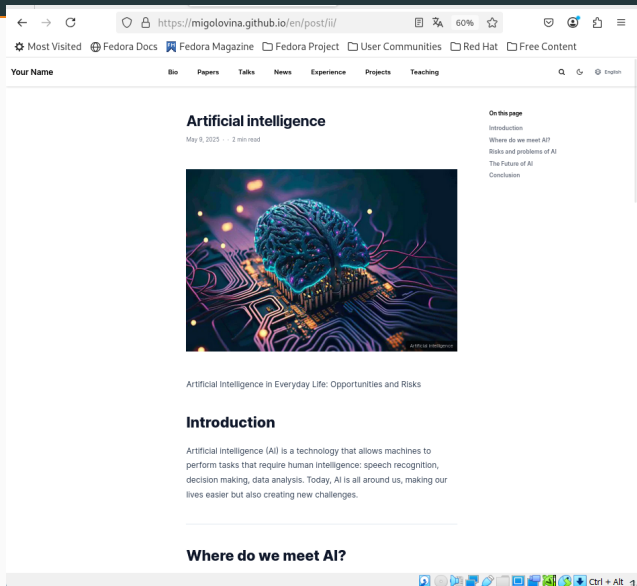 https://migolovina.github.io/en/post/ii/
60%
Most Visited Fedora Docs Fedora Magazine Fedora Project User Communities Red Hat Free Content
Your Name Bio Papers Talks News Experience Projects Teaching English
Artificial intelligence
May 9, 2025 · · 2 min read
On this page
Introduction
Where do we meet AI?
Risks and problems of AI
The Future of AI
Conclusion
Artificial Intelligence
Artificial Intelligence in Everyday Life: Opportunities and Risks
Introduction
Artificial intelligence (AI) is a technology that allows machines to
perform tasks that require human intelligence: speech recognition,
decision making, data analysis. Today, AI is all around us, making our
lives easier but also creating new challenges.
Where do we meet AI?
Ctrl + Alt